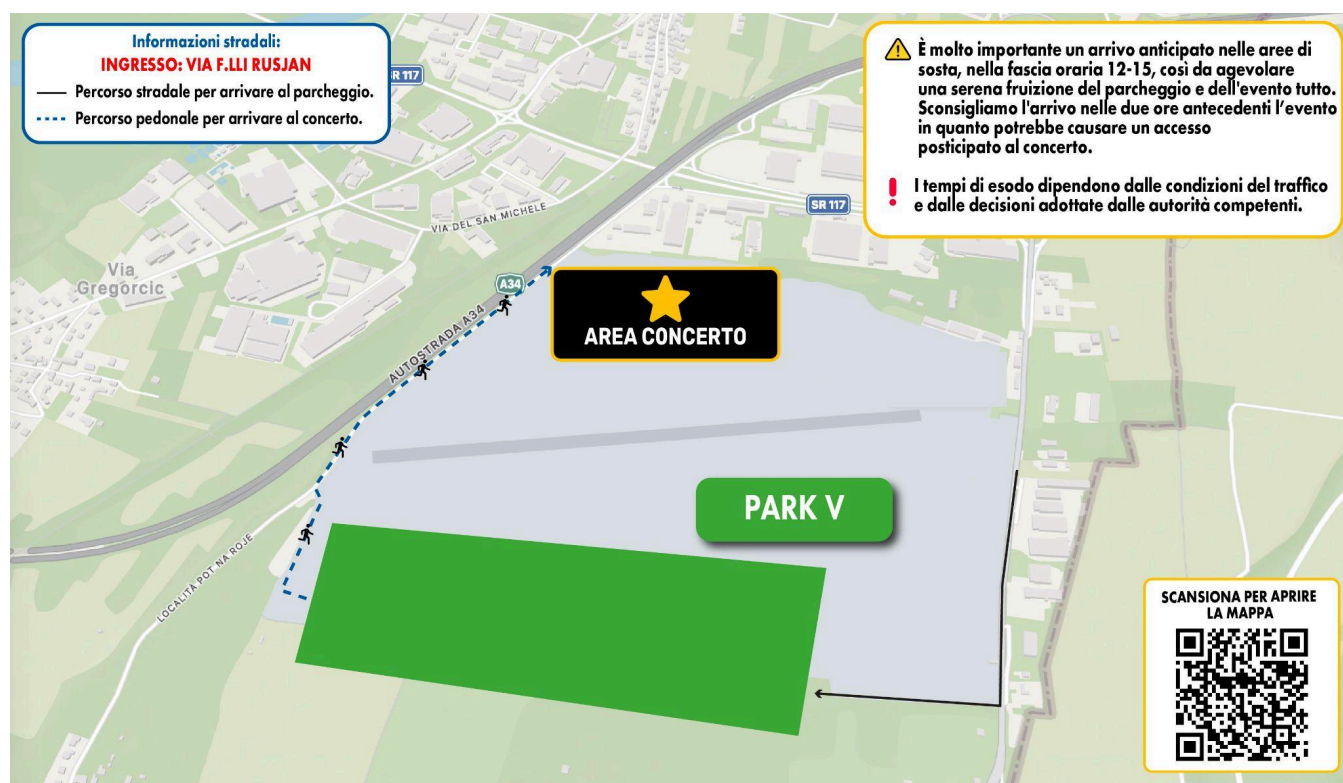 Informazioni stradali:
INGRESSO: VIA F.LLI RUSJAN
Percorso stradale per arrivare al parcheggio.
Percorso pedonale per arrivare al concerto.
È molto importante un arrivo anticipato nelle aree di
sosta, nella fascia oraria 12-15, così da agevolare
una serena fruizione del parcheggio e dell'evento tutto.
Sconsigliamo l'arrivo nelle due ore antecedenti l’evento
in quanto potrebbe causare un accesso
posticipato al concerto.
I tempi di esodo dipendono dalle condizioni del traffico
e dalle decisioni adottate dalle autorità competenti.
SR 117
SR 117
VIA DEL SAN MICHELE
Via
Gregorcic
A34
AUTOSTRADA A34
AREA CONCERTO
PARK V
LOCALITÀ POT NA ROJE
SCANSIONA PER APRIRE
LA MAPPA